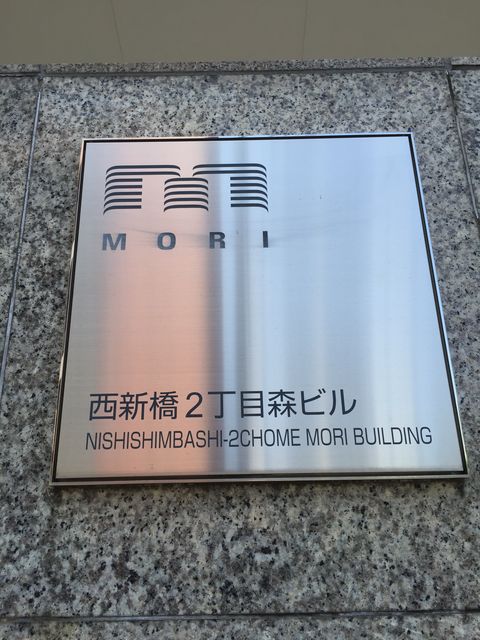 MORI
西新橋2丁目森ビル
NISHISHIMBASHI-2CHOME MORI BUILDING